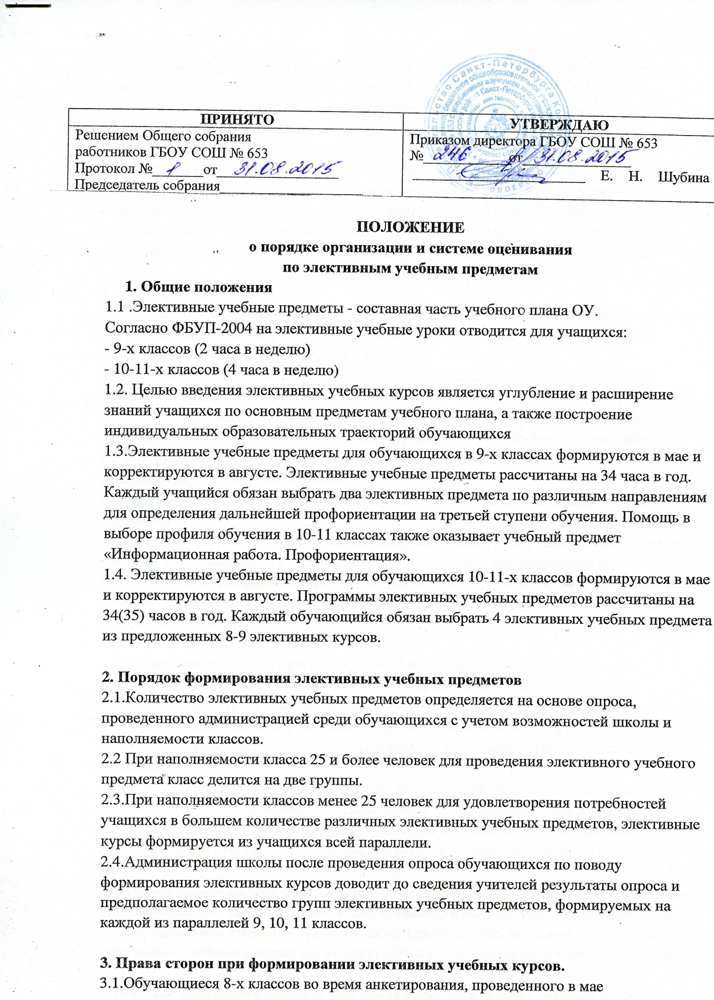 ПРИНЯТО
УТВЕРЖДАЮ
Решением Общего собрания
работников ГБОУ СОШ № 653
Протокол № 1 от 31.08.2015
Председатель собрания
Приказом директора ГБОУ СОШ № 653
№ 246 от 31.08.2015
Е. Н. Шубина
ПОЛОЖЕНИЕ
о порядке организации и системе оценивания
по элективным учебным предметам
1. Общие положения
1.1 .Элективные учебные предметы - составная часть учебного плана ОУ.
Согласно ФБУП-2004 на элективные учебные уроки отводится для учащихся:
- 9-х классов (2 часа в неделю)
- 10-11-х классов (4 часа в неделю)
1.2. Целью введения элективных учебных курсов является углубление и расширение
знаний учащихся по основным предметам учебного плана, а также построение
индивидуальных образовательных траекторий обучающихся
1.3.Элективные учебные предметы для обучающихся в 9-х классах формируются в мае и
корректируются в августе. Элективные учебные предметы рассчитаны на 34 часа в год.
Каждый учащийся обязан выбрать два элективных предмета по различным направлениям
для определения дальнейшей профориентации на третьей ступени обучения. Помощь в
выборе профиля обучения в 10-11 классах также оказывает учебный предмет
«Информационная работа. Профориентация».
1.4. Элективные учебные предметы для обучающихся 10-11-х классов формируются в мае
и корректируются в августе. Программы элективных учебных предметов рассчитаны на
34(35) часов в год. Каждый обучающийся обязан выбрать 4 элективных учебных предмета
из предложенных 8-9 элективных курсов.
2. Порядок формирования элективных учебных предметов
2.1.Количество элективных учебных предметов определяется на основе опроса,
проведенного администрацией среди обучающихся с учетом возможностей школы и
наполняемости классов.
2.2 При наполняемости класса 25 и более человек для проведения элективного учебного
предмета класс делится на две группы.
2.3.При наполняемости классов менее 25 человек для удовлетворения потребностей
учащихся в большем количестве различных элективных учебных предметов, элективные
курсы формируется из учащихся всей параллели.
2.4.Администрация школы после проведения опроса обучающихся по поводу
формирования элективных курсов доводит до сведения учителей результаты опроса и
предполагаемое количество групп элективных учебных предметов, формируемых на
каждой из параллелей 9, 10, 11 классов.
3. Права сторон при формировании элективных учебных курсов.
3.1.Обучающиеся 8-х классов во время анкетирования, проведенного в мае